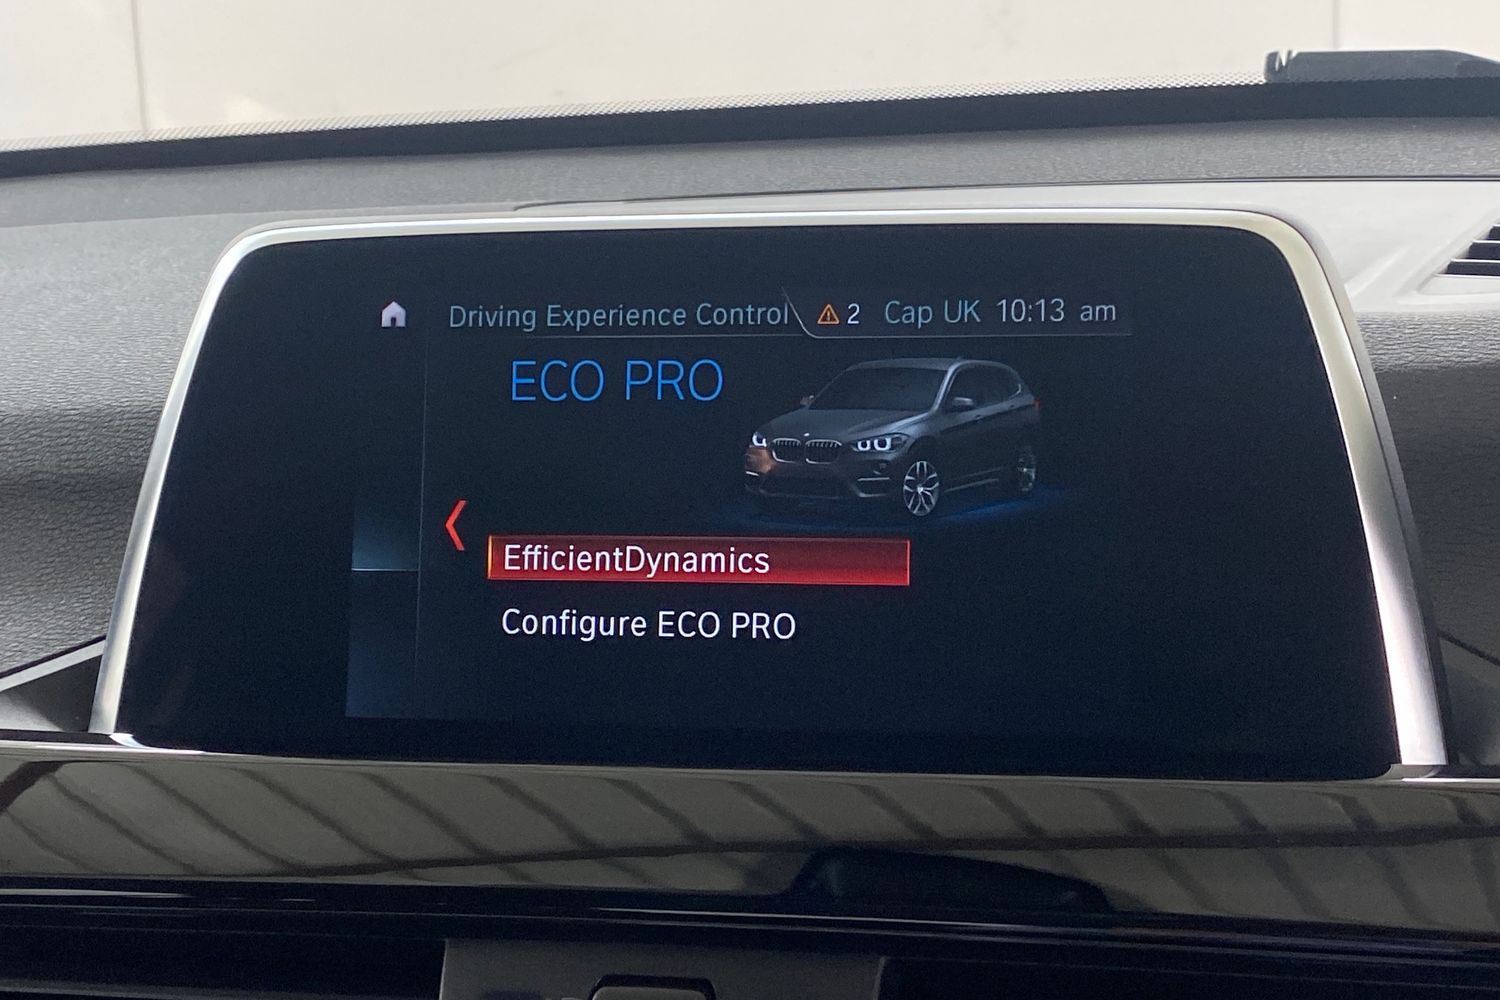 Driving Experience Control
2 Cap UK 10:13 am
ECO PRO
EfficientDynamics
Configure ECO PRO